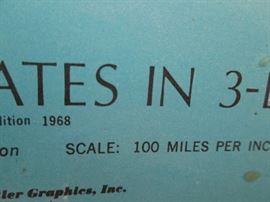 ATES IN 3-
dition 1968
on SCALE: 100 MILES PER INC
ler Graphics, Inc.